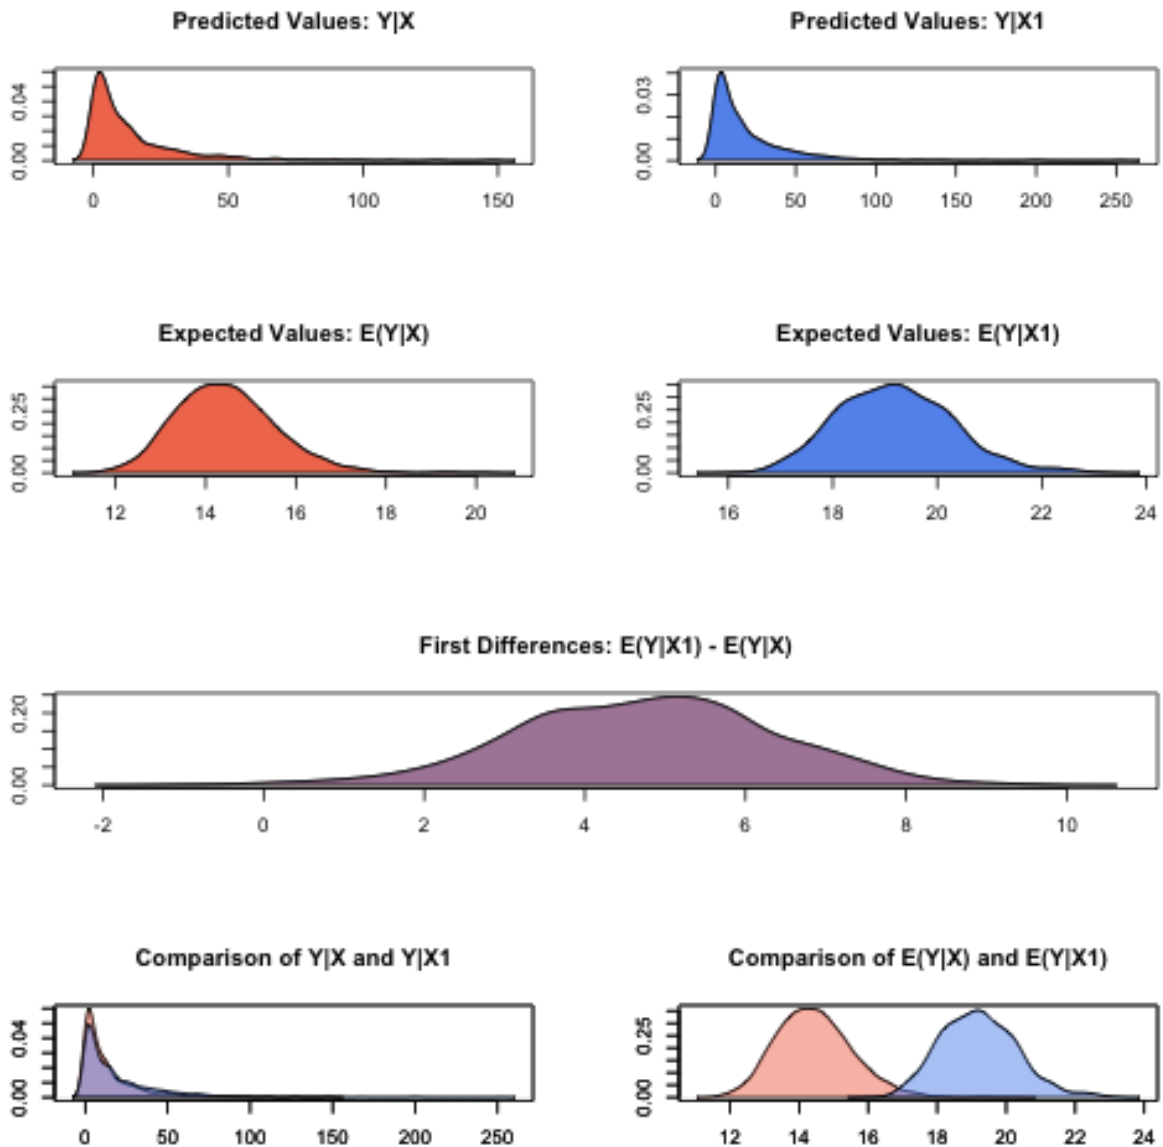 Predicted Values: Y|X
0.00 0.04
0 50 100 150
Predicted Values: Y|X1
0.00 0.03
0 50 100 150 200 250
Expected Values: E(Y|X)
0.00 0.25
12 14 16 18 20
Expected Values: E(Y|X1)
0.00 0.25
16 18 20 22 24
First Differences: E(Y|X1) - E(Y|X)
0.00 0.20
-2 0 2 4 6 8 10
Comparison of Y|X and Y|X1
0.00 0.04
0 50 100 150 200 250
Comparison of E(Y|X) and E(Y|X1)
0.00 0.25
12 14 16 18 20 22 24